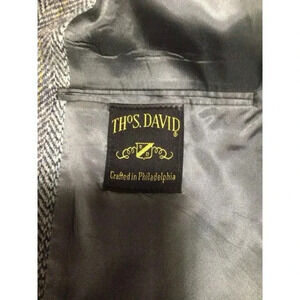 THOS. DAVID®
Crafted in Philadelphia